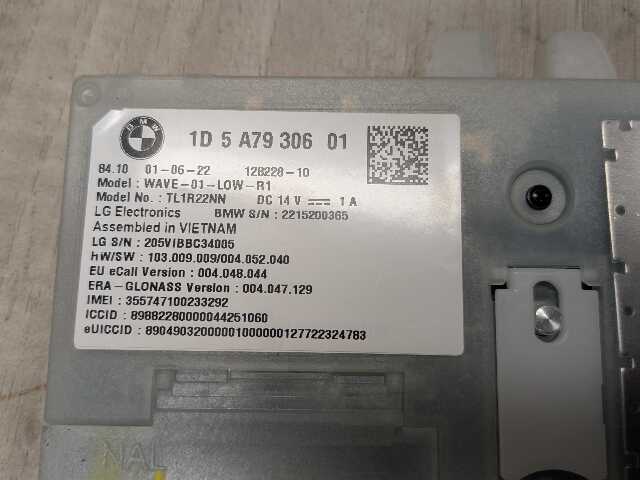 BMW
1D 5 A79 306 01
84.10 01-06-22 128228-10
Model : WAVE-01-LOW-R1
Model No. : TL1R22NN DC 14 V 1 A
LG Electronics BMW S/N : 2215200365
Assembled in VIETNAM
LG S/N : 205VIBBC34005
HW/SW : 103.009.009/004.052.040
EU eCall Version : 004.048.044
ERA-GLONASS Version : 004.047.129
IMEI : 355747100233292
ICCID : 89882280000044251060
eUICCID : 89049032000001000000127722324783
NAL